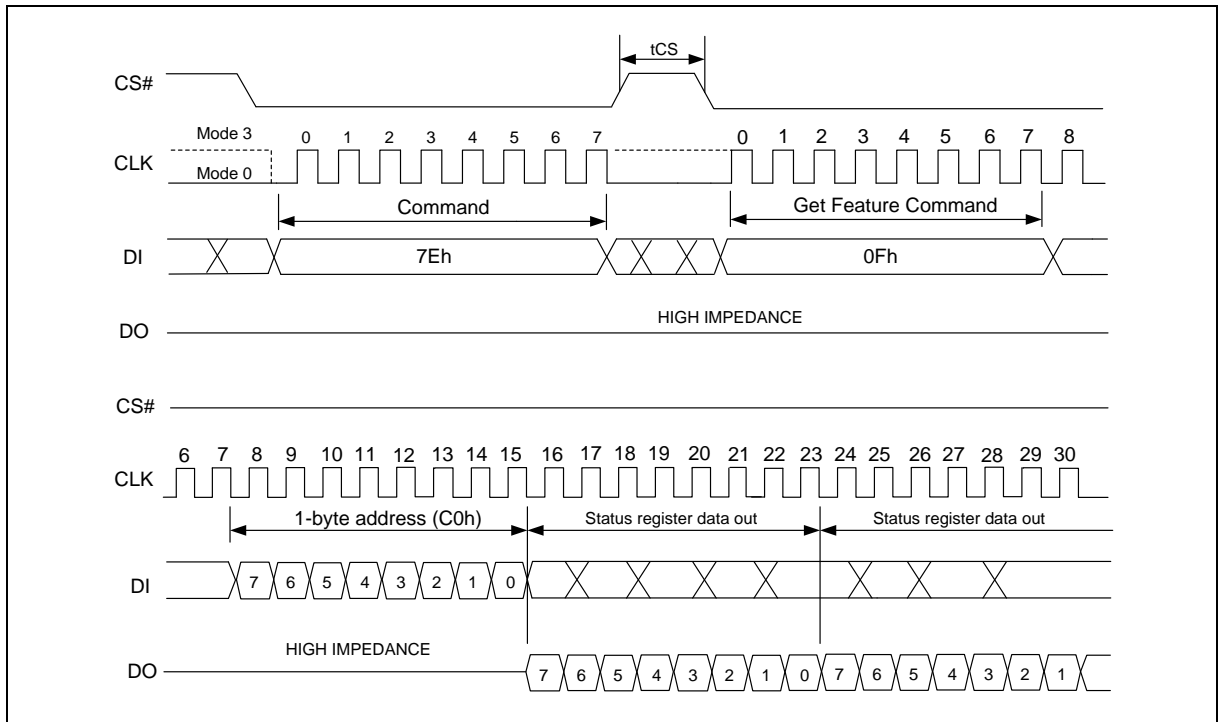 tCS
CS#
Mode 3
0 1 2 3 4 5 6 7
0 1 2 3 4 5 6 7 8
CLK
Mode 0
Command
Get Feature Command
DI
7Eh
0Fh
HIGH IMPEDANCE
DO
CS#
6 7 8 9 10 11 12 13 14 15 16 17 18 19 20 21 22 23 24 25 26 27 28 29 30
CLK
1-byte address (C0h)
Status register data out
Status register data out
DI
7 6 5 4 3 2 1 0
HIGH IMPEDANCE
DO
7 6 5 4 3 2 1 0 7 6 5 4 3 2 1